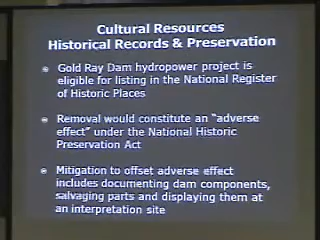 Cultural Resources
Historical Records & Preservation
Gold Ray Dam hydropower project is
eligible for listing in the National Register
of Historic Places
Removal would constitute an "adverse
effect" under the National Historic
Preservation Act
Mitigation to offset adverse effect
includes documenting dam components,
salvaging parts and displaying them at
an interpretation site